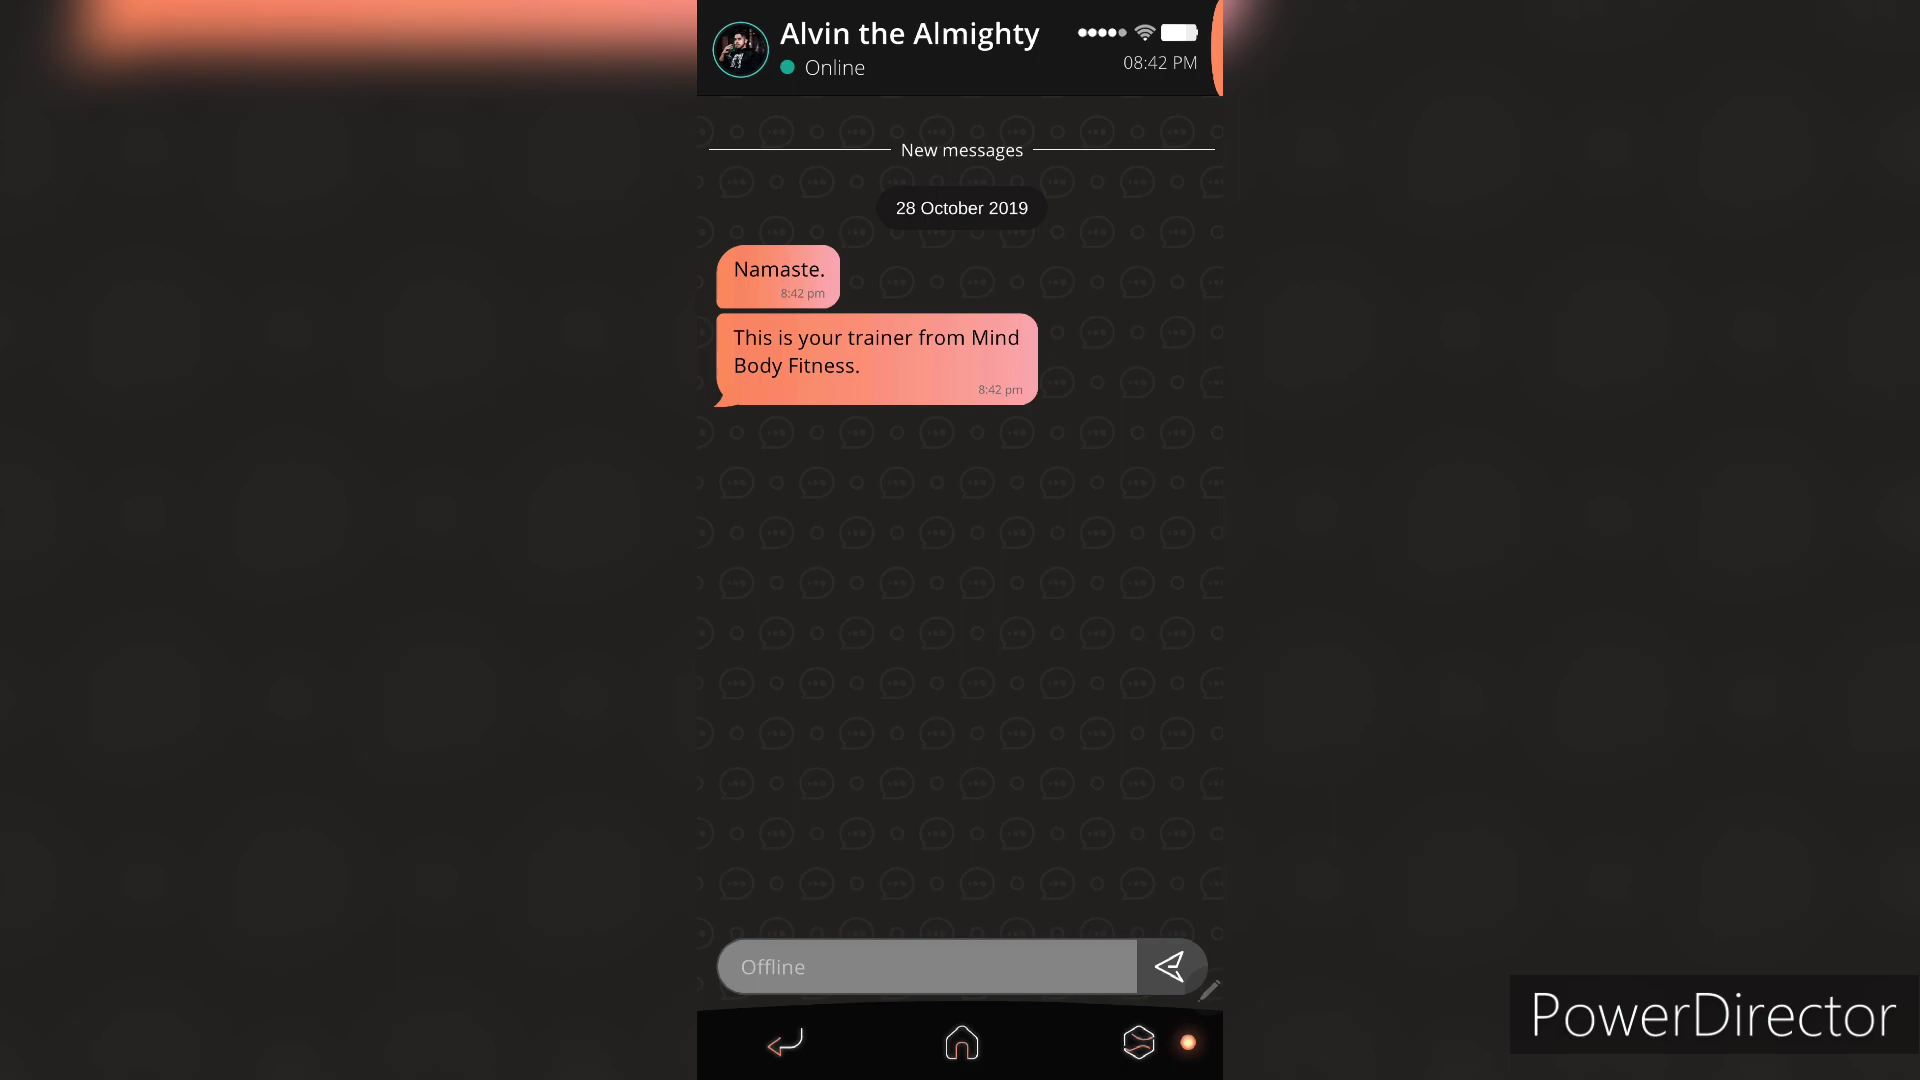 Alvin the Almighty
Online
08:42 PM
New messages
28 October 2019
Namaste.
8:42 pm
This is your trainer from Mind
Body Fitness.
8:42 pm
Offline
PowerDirector